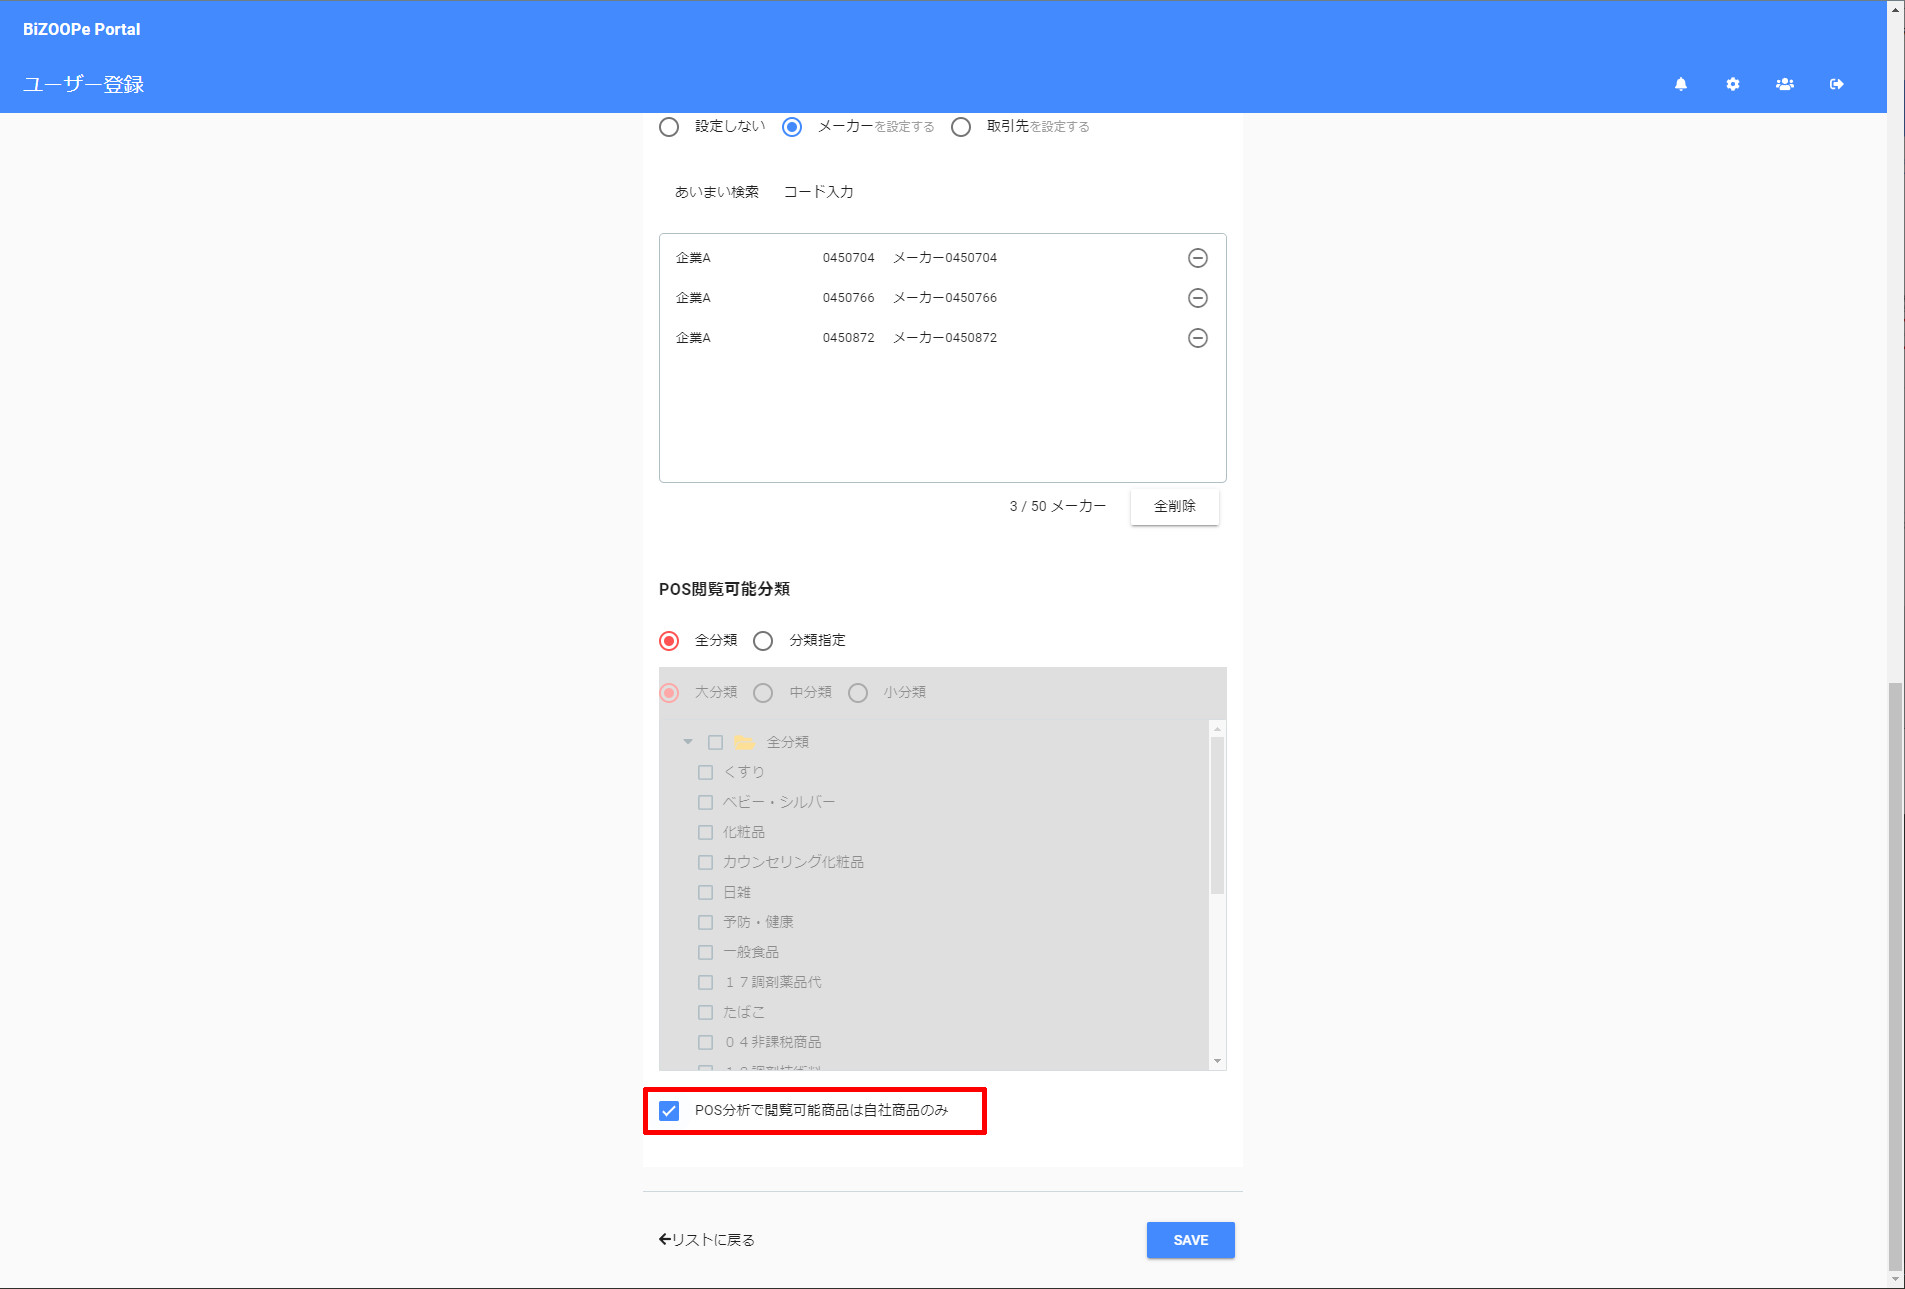 BiZOOPe Portal
ユーザー登録
設定しない メーカーを設定する 取引先を設定する
あいまい検索 コード入力
企業A 0450704 メーカー0450704
企業A 0450766 メーカー0450766
企業A 0450872 メーカー0450872
3 / 50 メーカー 全削除
POS閲覧可能分類
全分類 分類指定
大分類 中分類 小分類
全分類
くすり
ベビー・シルバー
化粧品
カウンセリング化粧品
日雑
予防・健康
一般食品
１７調剤薬品代
たばこ
０４非課税商品
POS分析で閲覧可能商品は自社商品のみ
リストに戻る SAVE